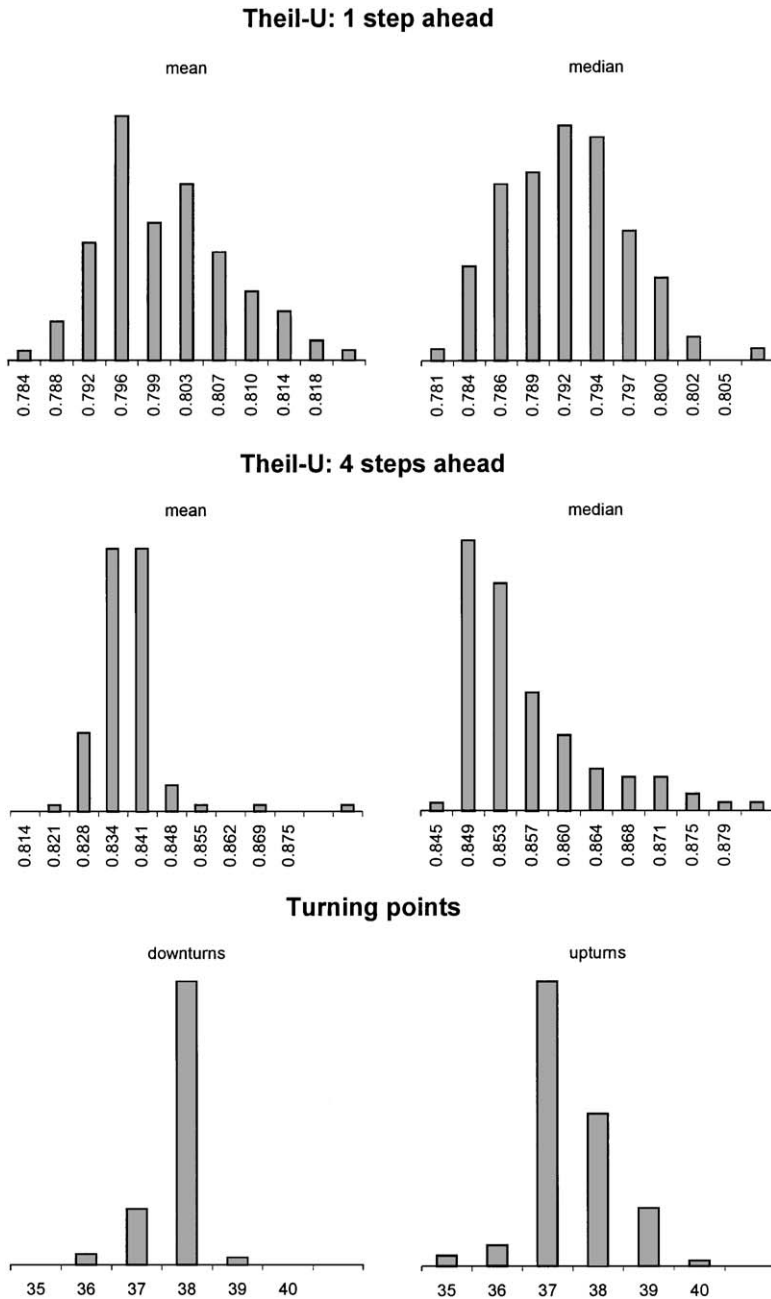 Theil-U: 1 step ahead
mean
median
0.784 0.788 0.792 0.796 0.799 0.803 0.807 0.810 0.814 0.818
0.781 0.784 0.786 0.789 0.792 0.794 0.797 0.800 0.802 0.805
Theil-U: 4 steps ahead
mean
median
0.814 0.821 0.828 0.834 0.841 0.848 0.855 0.862 0.869 0.875
0.845 0.849 0.853 0.857 0.860 0.864 0.868 0.871 0.875 0.879
Turning points
downturns
upturns
35 36 37 38 39 40
35 36 37 38 39 40